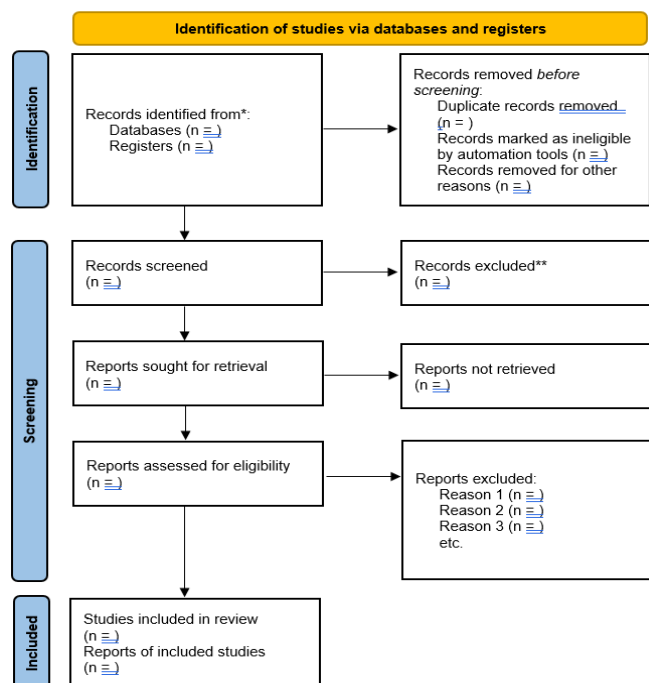 Identification of studies via databases and registers
Identification
Records identified from*:
Databases (n = )
Registers (n = )
Records removed before
screening:
Duplicate records removed
(n = )
Records marked as ineligible
by automation tools (n = )
Records removed for other
reasons (n = )
Screening
Records screened
(n = )
Records excluded**
(n = )
Reports sought for retrieval
(n = )
Reports not retrieved
(n = )
Reports assessed for eligibility
(n = )
Reports excluded:
Reason 1 (n = )
Reason 2 (n = )
Reason 3 (n = )
etc.
Included
Studies included in review
(n = )
Reports of included studies
(n = )